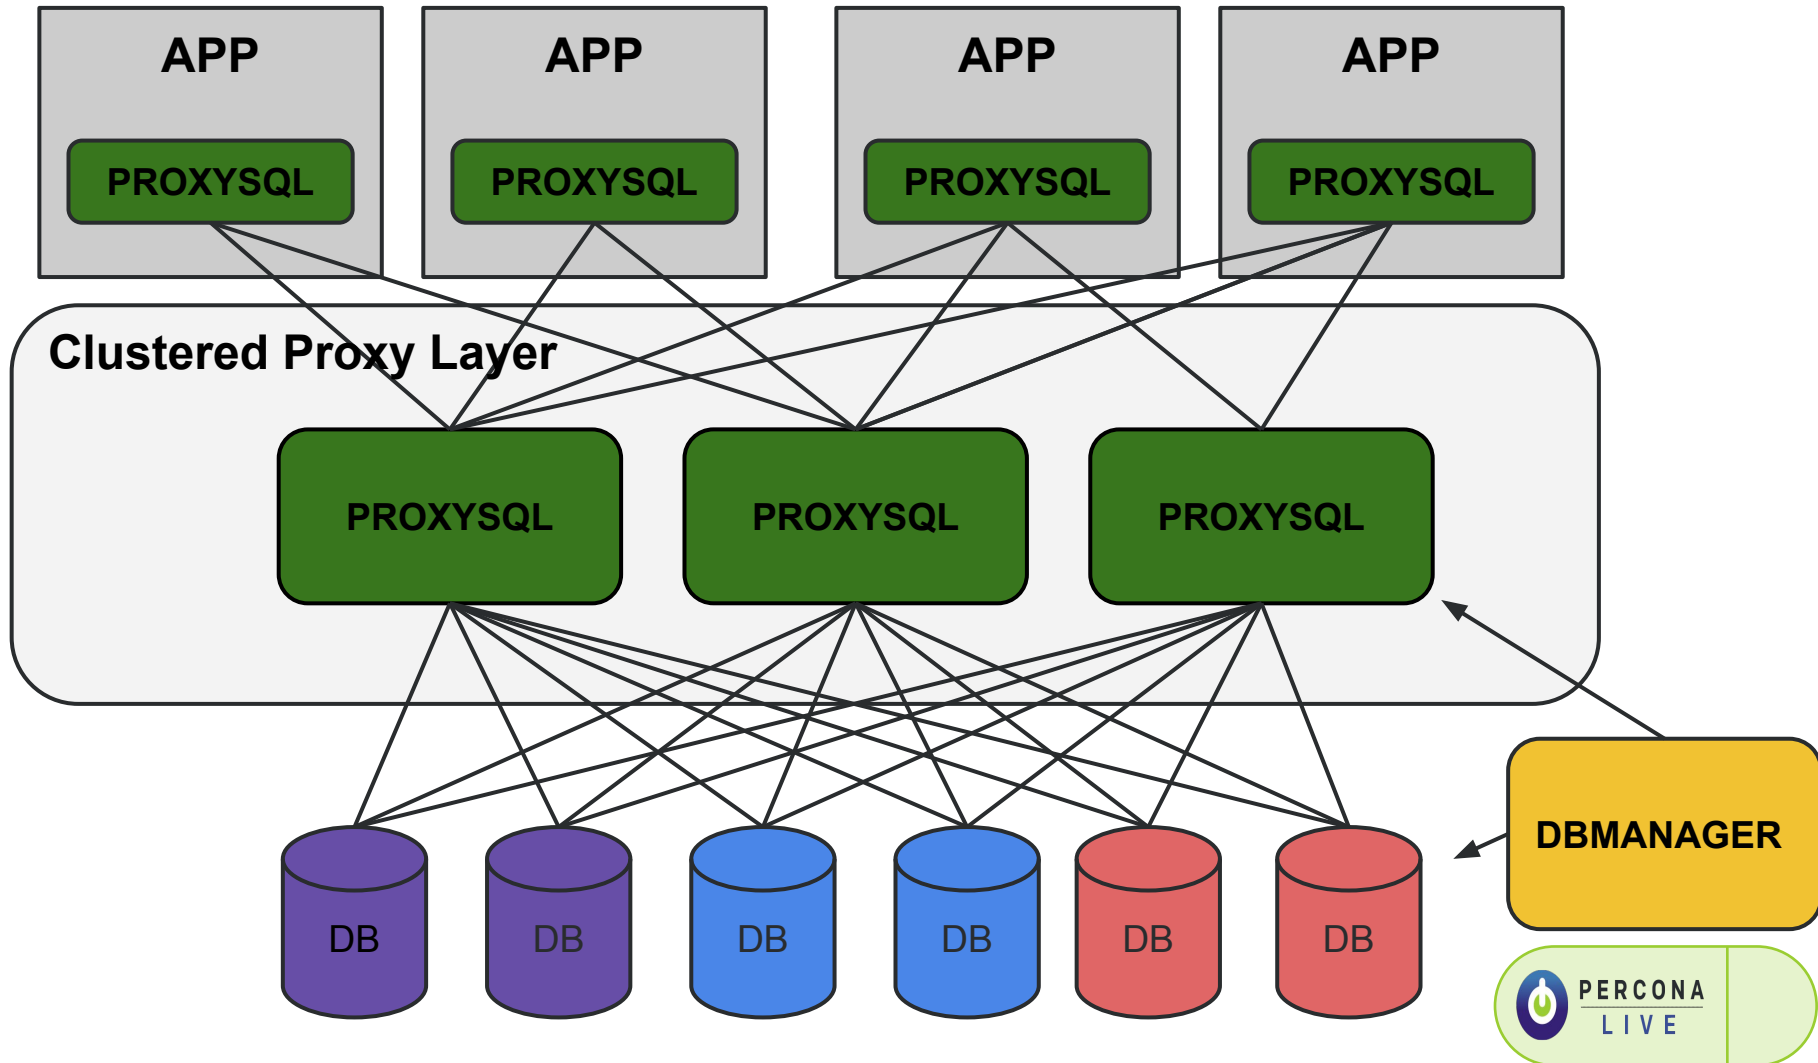 APP
APP
APP
APP
PROXYSQL
PROXYSQL
PROXYSQL
PROXYSQL
Clustered Proxy Layer
PROXYSQL
PROXYSQL
PROXYSQL
DBMANAGER
DB
DB
DB
DB
DB
DB
PERCONA
LIVE